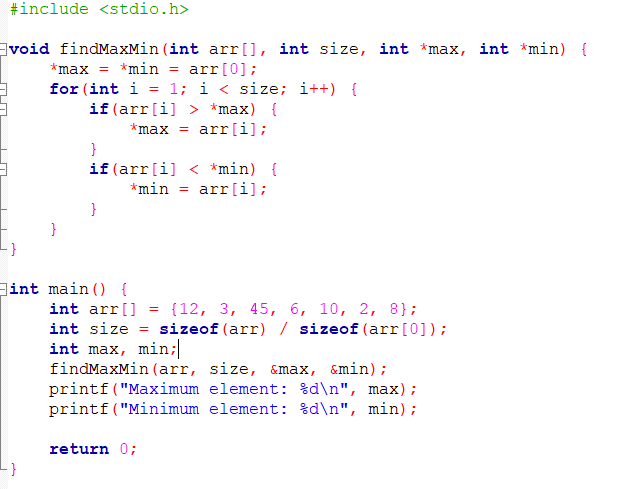 #include <stdio.h>
void findMaxMin(int arr[], int size, int *max, int *min) {
    *max = *min = arr[0];
    for(int i = 1; i < size; i++) {
        if(arr[i] > *max) {
            *max = arr[i];
        }
        if(arr[i] < *min) {
            *min = arr[i];
        }
    }
}
int main() {
    int arr[] = {12, 3, 45, 6, 10, 2, 8};
    int size = sizeof(arr) / sizeof(arr[0]);
    int max, min;
    findMaxMin(arr, size, &max, &min);
    printf("Maximum element: %d\n", max);
    printf("Minimum element: %d\n", min);
    return 0;
}